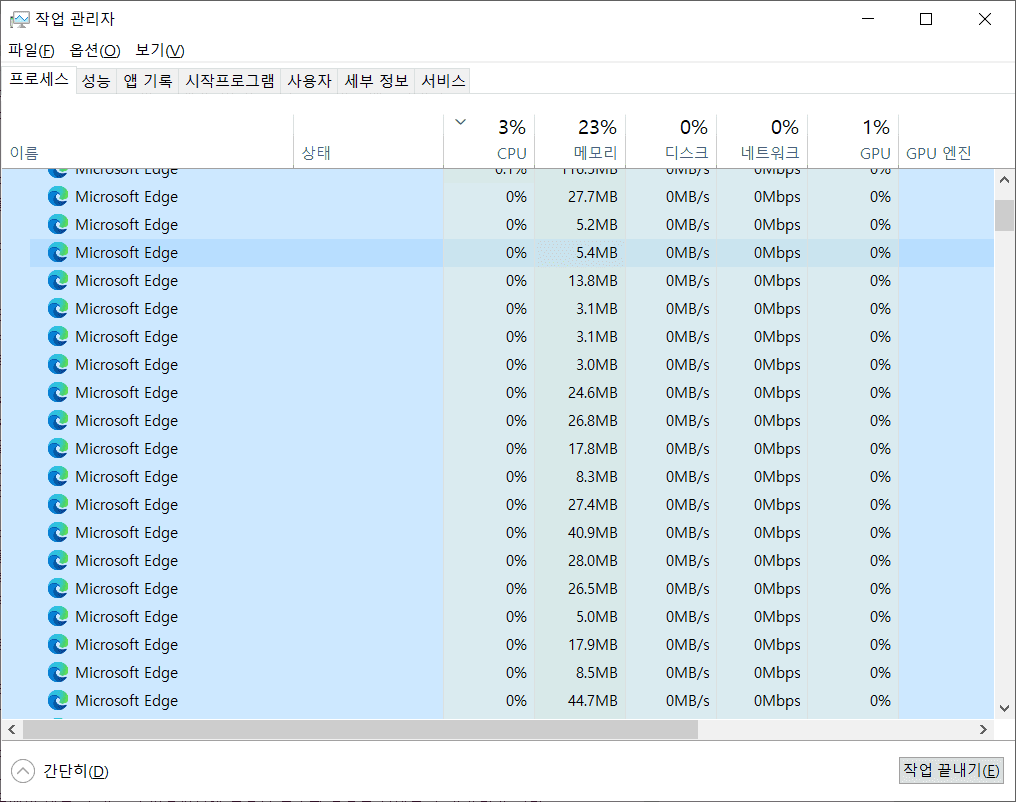 작업 관리자
파일(F) 옵션(O) 보기(V)
프로세스 성능 앱 기록 시작프로그램 사용자 세부 정보 서비스
3% 23% 0% 0% 1%
이름 상태 CPU 메모리 디스크 네트워크 GPU GPU 엔진
Microsoft Edge 0.1% 116.5MB 0MB/s 0Mbps 0%
Microsoft Edge 0% 27.7MB 0MB/s 0Mbps 0%
Microsoft Edge 0% 5.2MB 0MB/s 0Mbps 0%
Microsoft Edge 0% 5.4MB 0MB/s 0Mbps 0%
Microsoft Edge 0% 13.8MB 0MB/s 0Mbps 0%
Microsoft Edge 0% 3.1MB 0MB/s 0Mbps 0%
Microsoft Edge 0% 3.1MB 0MB/s 0Mbps 0%
Microsoft Edge 0% 3.0MB 0MB/s 0Mbps 0%
Microsoft Edge 0% 24.6MB 0MB/s 0Mbps 0%
Microsoft Edge 0% 26.8MB 0MB/s 0Mbps 0%
Microsoft Edge 0% 17.8MB 0MB/s 0Mbps 0%
Microsoft Edge 0% 8.3MB 0MB/s 0Mbps 0%
Microsoft Edge 0% 27.4MB 0MB/s 0Mbps 0%
Microsoft Edge 0% 40.9MB 0MB/s 0Mbps 0%
Microsoft Edge 0% 28.0MB 0MB/s 0Mbps 0%
Microsoft Edge 0% 26.5MB 0MB/s 0Mbps 0%
Microsoft Edge 0% 5.0MB 0MB/s 0Mbps 0%
Microsoft Edge 0% 17.9MB 0MB/s 0Mbps 0%
Microsoft Edge 0% 8.5MB 0MB/s 0Mbps 0%
Microsoft Edge 0% 44.7MB 0MB/s 0Mbps 0%
간단히(D) 작업 끝내기(E)